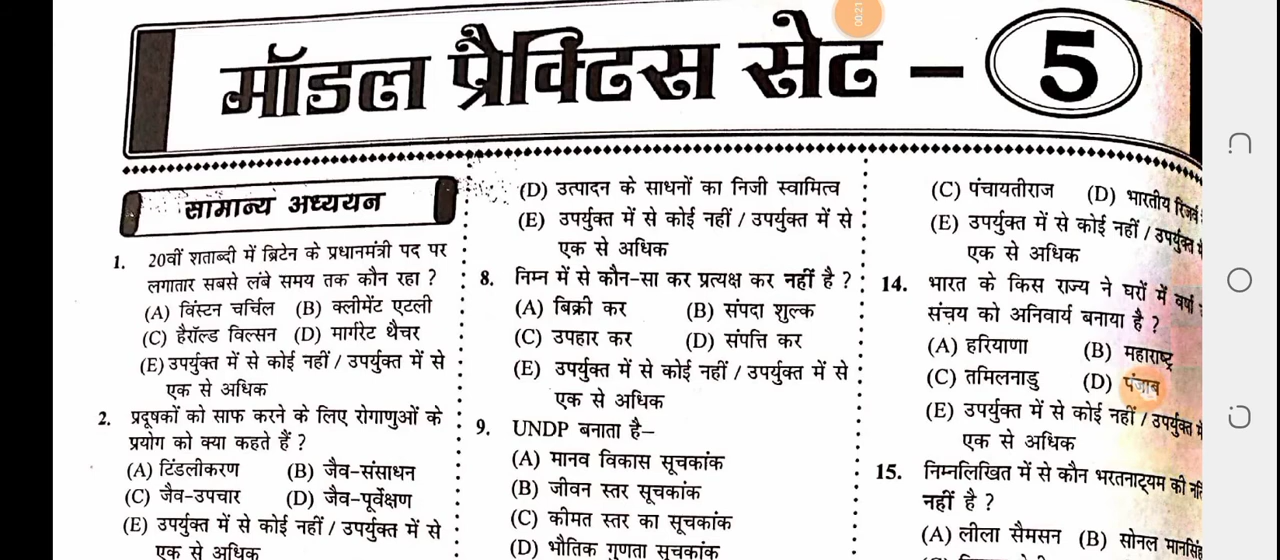 00:21
मॉडल प्रैक्टिस सेट – 5
सामान्य अध्ययन
1. 20वीं शताब्दी में ब्रिटेन के प्रधानमंत्री पद पर
लगातार सबसे लंबे समय तक कौन रहा ?
(A) विंस्टन चर्चिल (B) क्लीमेंट एटली
(C) हैरॉल्ड विल्सन (D) मार्गरेट थैचर
(E) उपर्युक्त में से कोई नहीं / उपर्युक्त में से
एक से अधिक
2. प्रदूषकों को साफ करने के लिए रोगाणुओं के
प्रयोग को क्या कहते हैं ?
(A) टिंडलीकरण (B) जैव-संसाधन
(C) जैव-उपचार (D) जैव-पूर्वेक्षण
(E) उपर्युक्त में से कोई नहीं / उपर्युक्त में से
एक से अधिक
(D) उत्पादन के साधनों का निजी स्वामित्व
(E) उपर्युक्त में से कोई नहीं / उपर्युक्त में से
एक से अधिक
8. निम्न में से कौन-सा कर प्रत्यक्ष कर नहीं है ?
(A) बिक्री कर (B) संपदा शुल्क
(C) उपहार कर (D) संपत्ति कर
(E) उपर्युक्त में से कोई नहीं / उपर्युक्त में से
एक से अधिक
9. UNDP बनाता है–
(A) मानव विकास सूचकांक
(B) जीवन स्तर सूचकांक
(C) कीमत स्तर का सूचकांक
(D) भौतिक गुणता सूचकांक
(C) पंचायतीराज (D) भारतीय रिजर्व
(E) उपर्युक्त में से कोई नहीं / उपर्युक्त में
एक से अधिक
14. भारत के किस राज्य ने घरों में वर्षा
संचय को अनिवार्य बनाया है ?
(A) हरियाणा (B) महाराष्ट्र
(C) तमिलनाडु (D) पंजाब
(E) उपर्युक्त में से कोई नहीं / उपर्युक्त में
एक से अधिक
15. निम्नलिखित में से कौन भरतनाट्यम की
नहीं है ?
(A) लीला सैमसन (B) सोनल मानसिंह